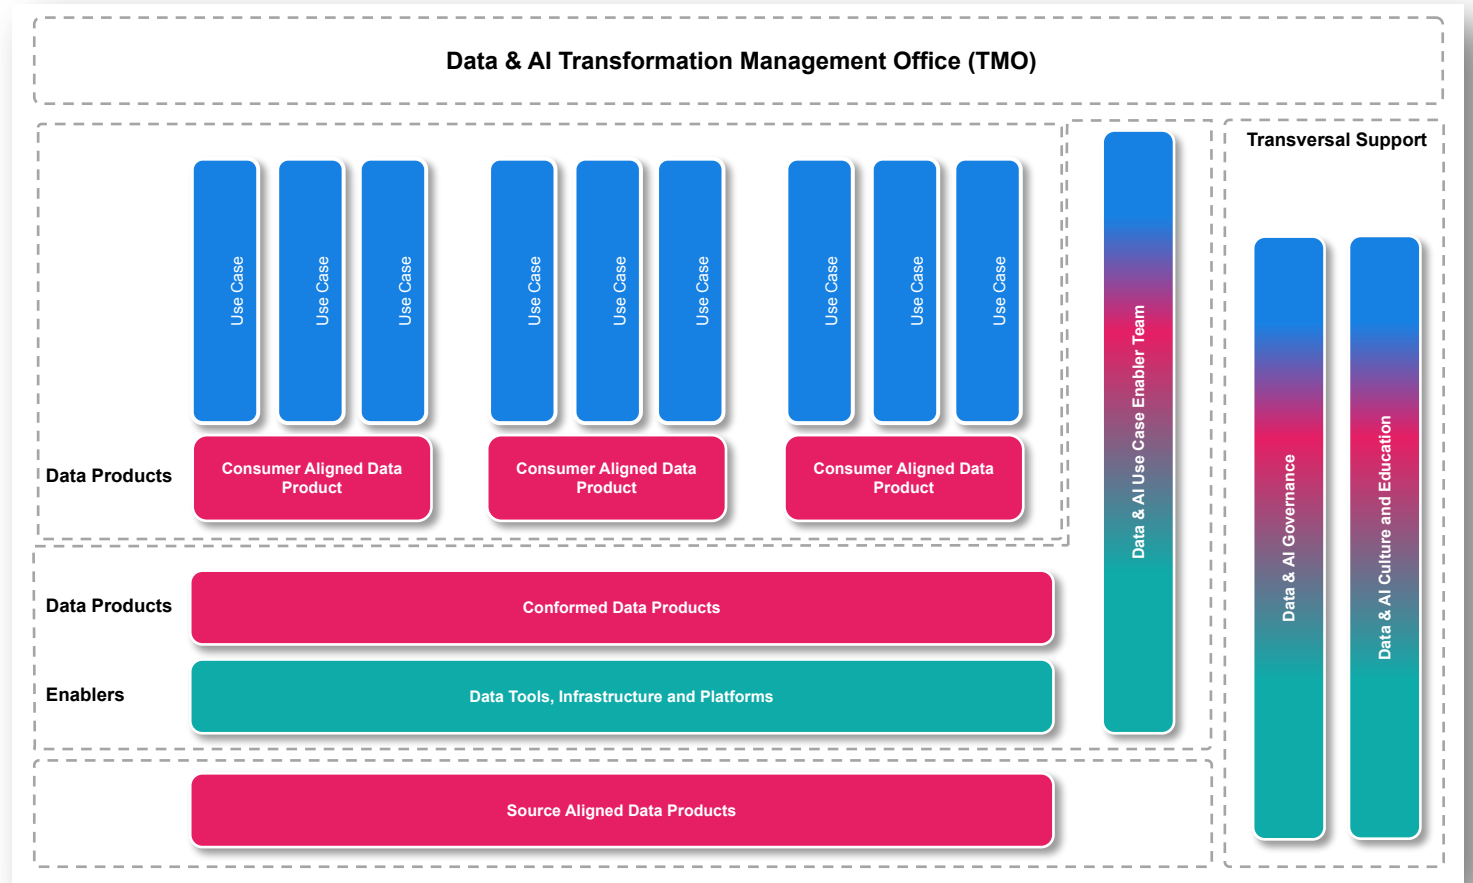 Data & AI Transformation Management Office (TMO)
Transversal Support
Use Case
Use Case
Use Case
Use Case
Use Case
Use Case
Use Case
Use Case
Use Case
Data Products
Consumer Aligned Data
Product
Consumer Aligned Data
Product
Consumer Aligned Data
Product
Data & AI Use Case Enabler Team
Data & AI Governance
Data & AI Culture and Education
Data Products
Conformed Data Products
Enablers
Data Tools, Infrastructure and Platforms
Source Aligned Data Products